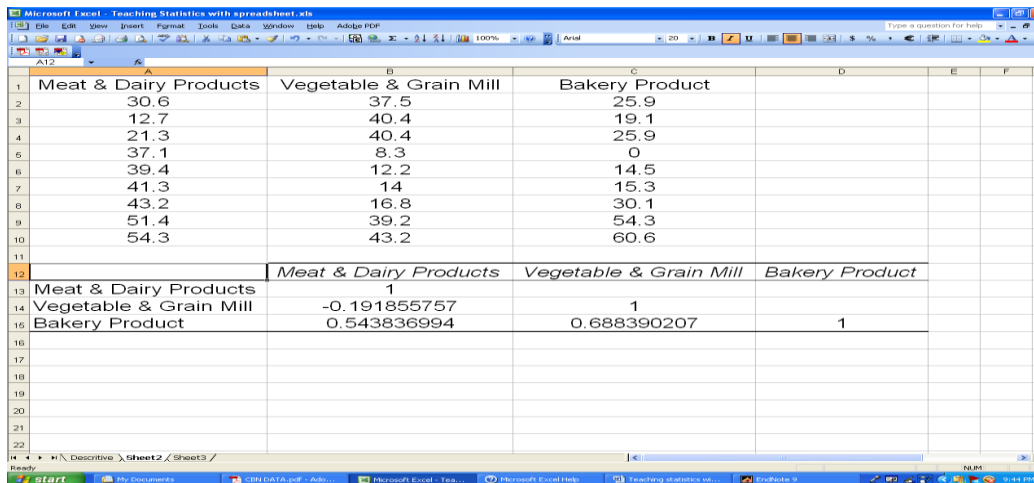 Microsoft Excel - Teaching Statistics with spreadsheet.xls
File Edit View Insert Format Tools Data Window Help Adobe PDF Type a question for help
100% Arial 20 B I U $ % ,
A12 fx
A B C D E F
1 Meat & Dairy Products Vegetable & Grain Mill Bakery Product
2 30.6 37.5 25.9
3 12.7 40.4 19.1
4 21.3 40.4 25.9
5 37.1 8.3 0
6 39.4 12.2 14.5
7 41.3 14 15.3
8 43.2 16.8 30.1
9 51.4 39.2 54.3
10 54.3 43.2 60.6
11
12 Meat & Dairy Products Vegetable & Grain Mill Bakery Product
13 Meat & Dairy Products 1
14 Vegetable & Grain Mill -0.191855757 1
15 Bakery Product 0.543836994 0.688390207 1
16
17
18
19
20
21
22
Descritive Sheet2 Sheet3
Ready NUM
start My Documents CBN DATA.pdf - Ado... Microsoft Excel - Tea... Microsoft Excel Help Teaching statistics wi... EndNote 9 9:44 PM